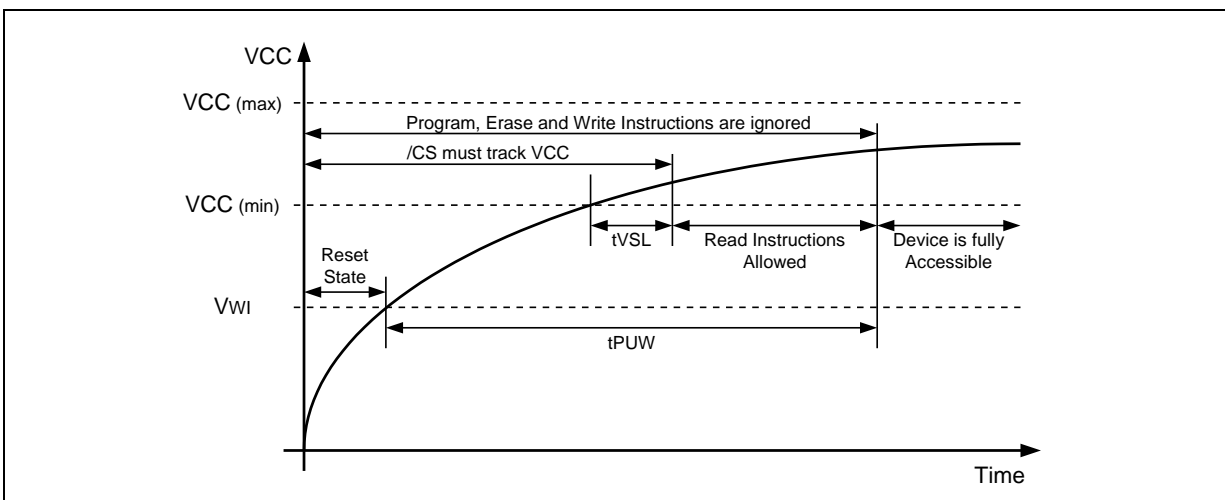 VCC
VCC (max)
Program, Erase and Write Instructions are ignored
/CS must track VCC
VCC (min)
tVSL
Read Instructions
Allowed
Device is fully
Accessible
Reset
State
VWI
tPUW
Time